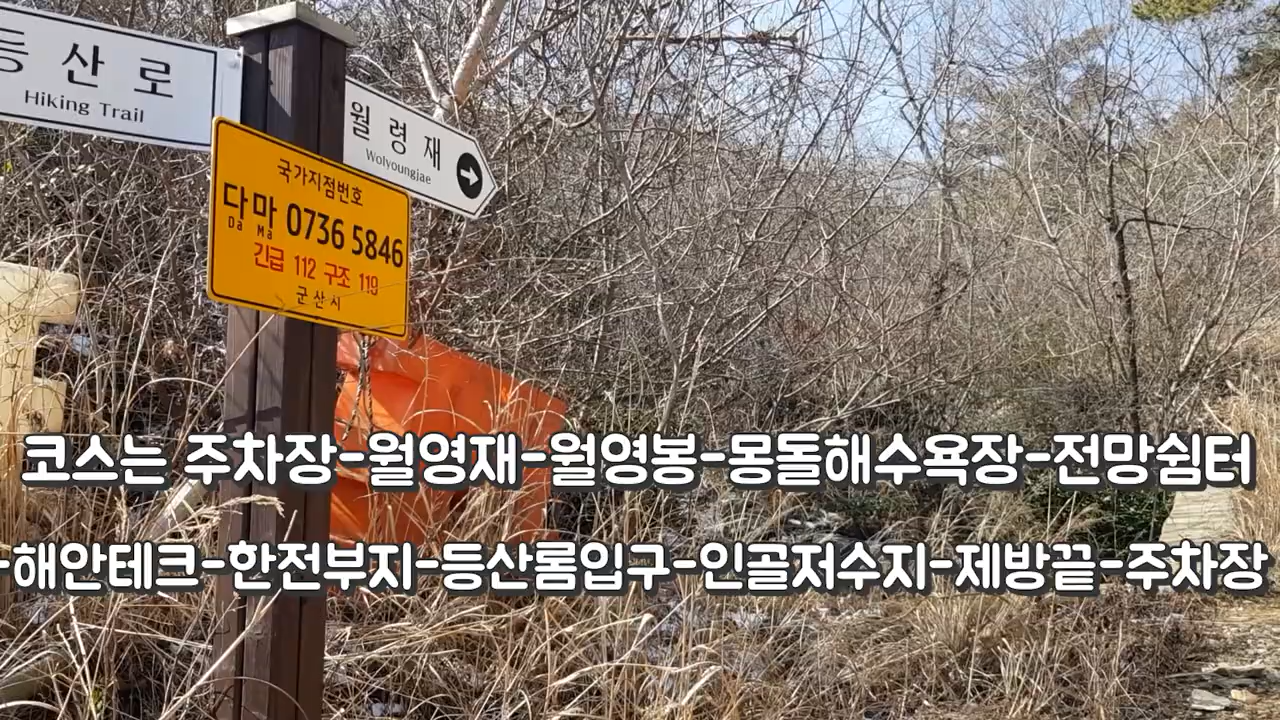 등산로
Hiking Trail
월령재
Wolyoungjae
국가지점번호
다마 0736 5846
Da Ma
긴급 112 구조 119
군산시
코스는 주차장-월영재-월영봉-몽돌해수욕장-전망쉼터
-해안테크-한전부지-등산롬입구-인골저수지-제방끝-주차장